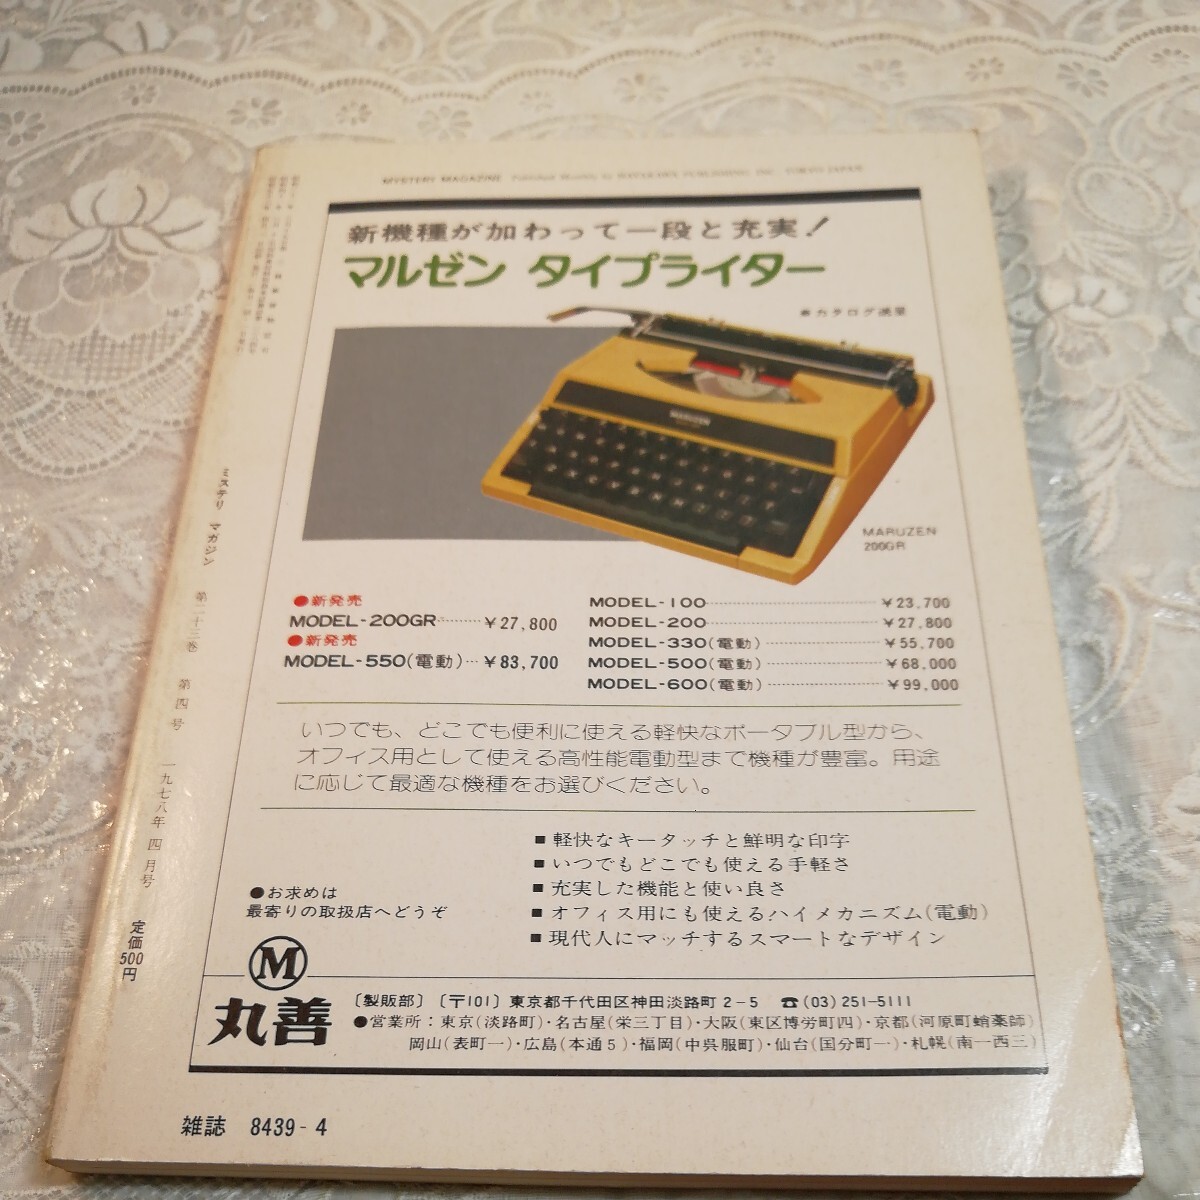 MYSTERY MAGAZINE Published Monthly by HAYAKAWA PUBLISHING, INC. TOKYO JAPAN
新機種が加わって一段と充実!
マルゼン タイプライター
カタログ進呈
MARUZEN
MARUZEN
200GR
●新発売
MODEL-200GR ¥27,800
●新発売
MODEL-550(電動) ¥83,700
MODEL-100 ¥23,700
MODEL-200 ¥27,800
MODEL-330(電動) ¥55,700
MODEL-500(電動) ¥68,000
MODEL-600(電動) ¥99,000
いつでも、どこでも便利に使える軽快なポータブル型から、
オフィス用として使える高性能電動型まで機種が豊富。用途
に応じて最適な機種をお選びください。
■軽快なキータッチと鮮明な印字
■いつでもどこでも使える手軽さ
■充実した機能と使い良さ
■オフィス用にも使えるハイメカニズム(電動)
■現代人にマッチするスマートなデザイン
●お求めは
最寄りの取扱店へどうぞ
M
丸善
〔製販部〕〔〒101〕東京都千代田区神田淡路町2-5 ☎(03)251-5111
●営業所：東京(淡路町)・名古屋(栄三丁目)・大阪(東区博労町四)・京都(河原町蛸薬師)
岡山(表町一)・広島(本通5)・福岡(中呉服町)・仙台(国分町一)・札幌(南一西三)
雑誌 8439-4
ミステリ マガジン 第二十三巻 第四号 一九七八年 四月号 定価500円